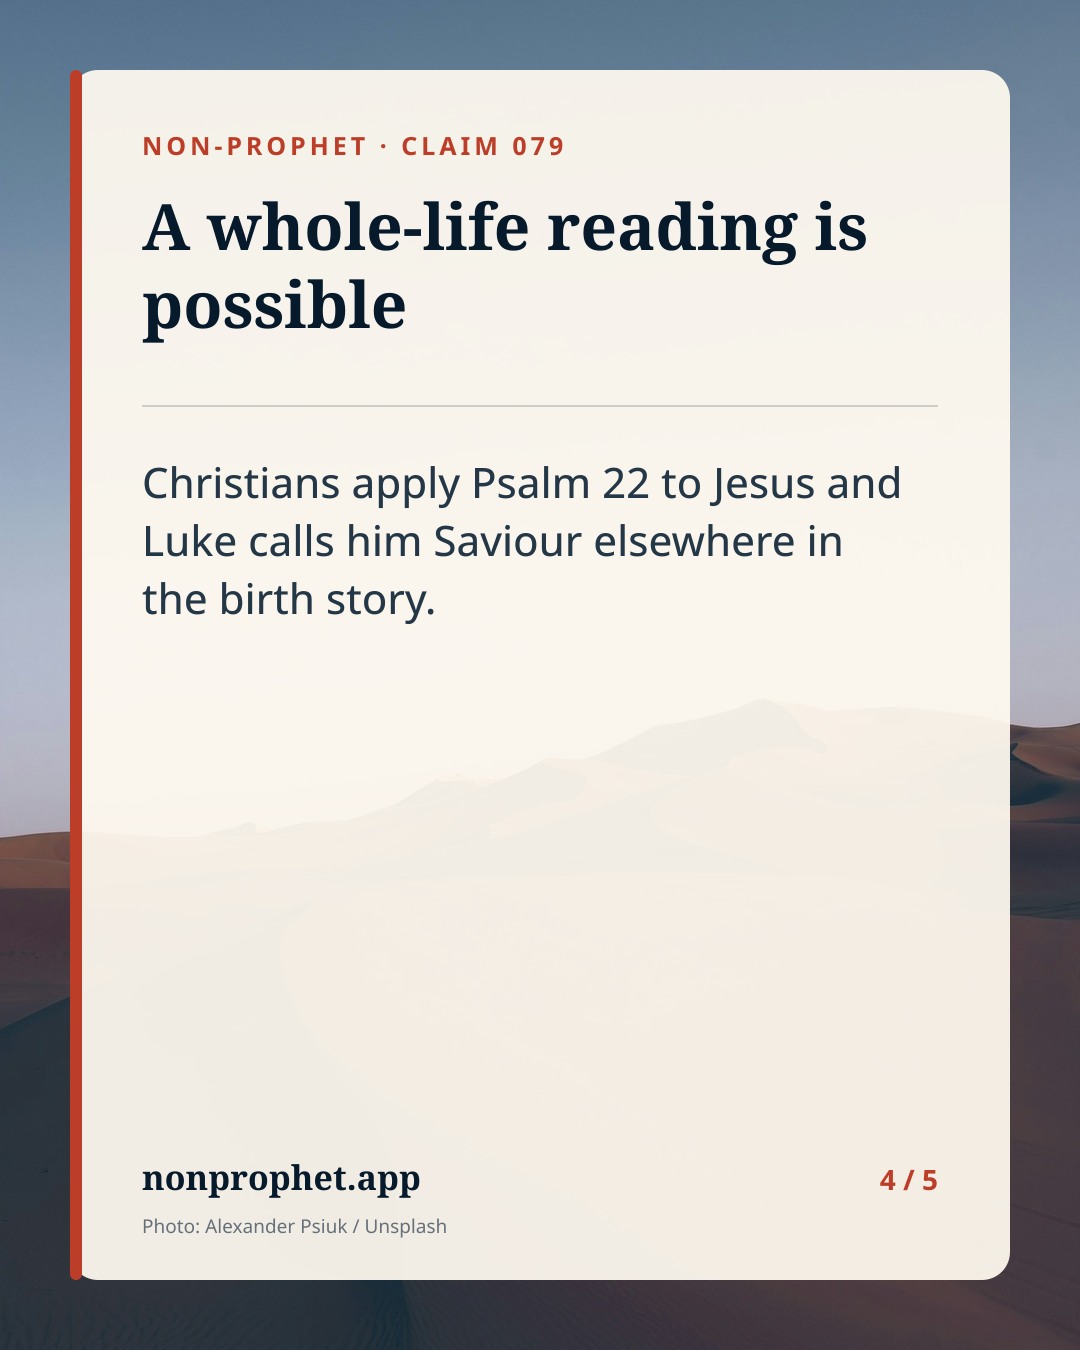 NON-PROPHET · CLAIM 079
A whole-life reading is
possible
Christians apply Psalm 22 to Jesus and
Luke calls him Saviour elsewhere in
the birth story.
nonprophet.app
4 / 5
Photo: Alexander Psiuk / Unsplash